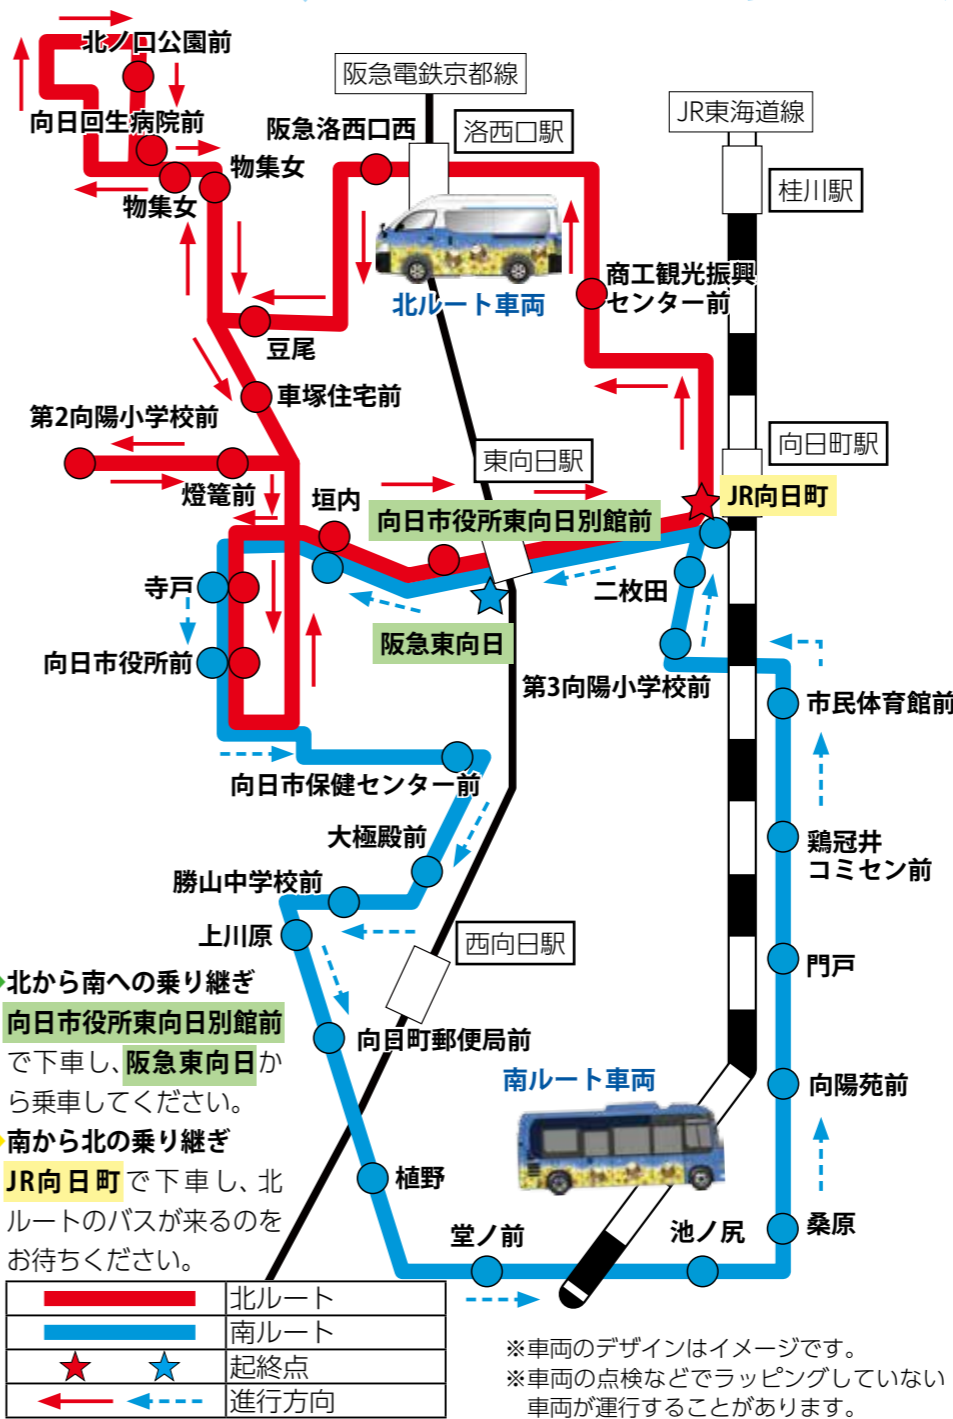 北ノ口公園前
阪急電鉄京都線
JR東海道線
向日回生病院前
阪急洛西口西
洛西口駅
物集女
桂川駅
物集女
商工観光振興
センター前
北ルート車両
豆尾
車塚住宅前
第2向陽小学校前
向日町駅
東向日駅
燈篭前
垣内
JR向日町
向日市役所東向日別館前
寺戸
二枚田
阪急東向日
向日市役所前
第3向陽小学校前
市民体育館前
向日市保健センター前
大極殿前
鶏冠井
コミセン前
勝山中学校前
上川原
西向日駅
門戸
北から南への乗り継ぎ
向日市役所東向日別館前
で下車し、阪急東向日か
ら乗車してください。
向日町郵便局前
南ルート車両
向陽苑前
南から北の乗り継ぎ
JR向日町で下車し、北
ルートのバスが来るのを
お待ちください。
植野
堂ノ前
池ノ尻
桑原
北ルート
南ルート
起終点
進行方向
※車両のデザインはイメージです。
※車両の点検などでラッピングしていない
車両が運行することがあります。